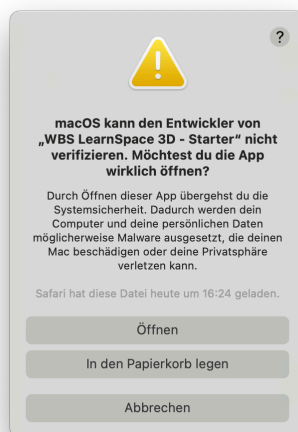 ?
macOS kann den Entwickler von
„WBS LearnSpace 3D - Starter“ nicht
verifizieren. Möchtest du die App
wirklich öffnen?
Durch Öffnen dieser App übergehst du die
Systemsicherheit. Dadurch werden dein
Computer und deine persönlichen Daten
möglicherweise Malware ausgesetzt, die deinen
Mac beschädigen oder deine Privatsphäre
verletzen kann.
Safari hat diese Datei heute um 16:24 geladen.
Öffnen
In den Papierkorb legen
Abbrechen